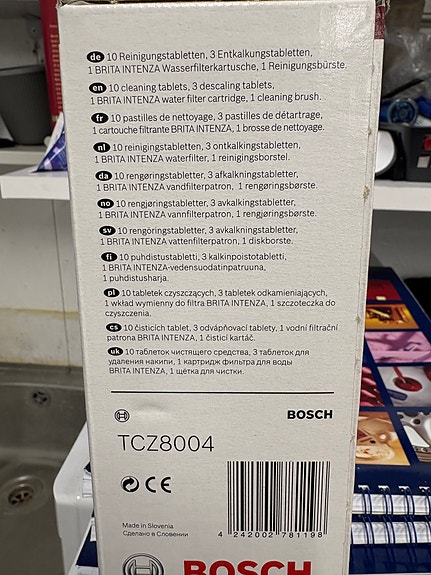 de 10 Reinigungstabletten, 3 Entkalkungstabletten,
1 BRITA INTENZA Wasserfilterkartusche, 1 Reinigungsbürste.
en 10 cleaning tablets, 3 descaling tablets,
1 BRITA INTENZA water filter cartridge, 1 cleaning brush.
fr 10 pastilles de nettoyage, 3 pastilles de détartrage,
1 cartouche filtrante BRITA INTENZA, 1 brosse de nettoyage.
nl 10 reinigingstabletten, 3 ontkalkingstabletten,
1 BRITA INTENZA waterfilter, 1 reinigingsborstel.
da 10 rengøringstabletter, 3 afkalkningstabletter,
1 BRITA INTENZA vandfilterpatron, 1 rengøringsbørste.
no 10 rengjøringstabletter, 3 avkalkingstabletter,
1 BRITA INTENZA vannfilterpatron, 1 rengjøringsbørste.
sv 10 rengöringstabletter, 3 avkalkningstabletter,
1 BRITA INTENZA vattenfilterpatron, 1 diskborste.
fi 10 puhdistustabletti, 3 kalkinpoistotabletti,
1 BRITA INTENZA-vedensuodatinpatruuna,
1 puhdistusharja.
pl 10 tabletek czyszczących, 3 tabletek odkamieniających,
1 wkład wymienny do filtra BRITA INTENZA, 1 szczoteczka do
czyszczenia.
cs 10 čisticích tablet, 3 odvápňovací tablety, 1 vodní filtrační
patrona BRITA INTENZA, 1 čisticí kartáč.
uk 10 таблеток чистящего средства, 3 таблеток для
удаления накипи, 1 картридж фильтра для воды
BRITA INTENZA, 1 щётка для чистки.
BOSCH
TCZ8004
CE
Made in Slovenia
Сделано в Словении
4 242002 781198
BOSCH